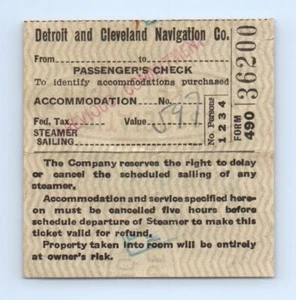 Detroit and Cleveland Navigation Co.
From to
PASSENGER'S CHECK
To identify accommodations purchased
ACCOMMODATION No.
Fed. Tax Value
STEAMER
SAILING
No. Persons
1 2 3 4
FORM 490
36200
The Company reserves the right to delay
or cancel the scheduled sailing of any
steamer.
Accommodation and service specified here-
on must be cancelled five hours before
schedule departure of Steamer to make this
ticket valid for refund.
Property taken into room will be entirely
at owner's risk.